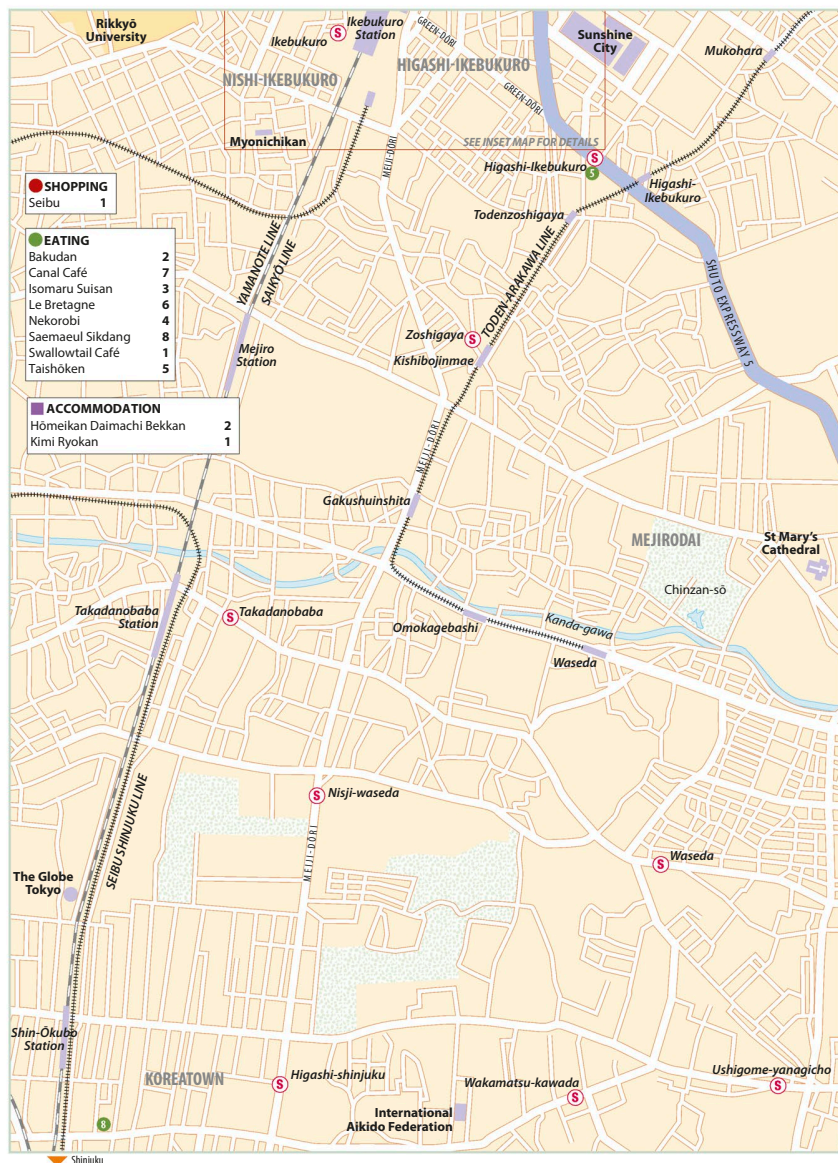 Rikkyō
University
Ikebukuro
Ikebukuro
Station
GREEN-DŌRI
Sunshine
City
Mukohara
NISHI-IKEBUKURO
HIGASHI-IKEBUKURO
GREEN-DŌRI
Myonichikan
MEIJI-DŌRI
SEE INSET MAP FOR DETAILS
Higashi-Ikebukuro
5
Higashi-
Ikebukuro
Todenzoshigaya
SHOPPING
Seibu 1
EATING
Bakudan 2
Canal Café 7
Isomaru Suisan 3
Le Bretagne 6
Nekorobi 4
Saemaeul Sikdang 8
Swallowtail Café 1
Taishōken 5
ACCOMMODATION
Hōmeikan Daimachi Bekkan 2
Kimi Ryokan 1
YAMANOTE LINE
SAIKYŌ LINE
TODEN-ARAKAWA LINE
SHUTO EXPRESSWAY 5
Mejiro
Station
Zoshigaya
Kishibojinmae
MEIJI-DŌRI
Gakushuinshita
MEJIRODAI
St Mary's
Cathedral
Chinzan-sō
Takadanobaba
Station
Takadanobaba
Omokagebashi
Kanda-gawa
Waseda
SEIBU SHINJUKU LINE
Nisji-waseda
MEIJI-DŌRI
Waseda
The Globe
Tokyo
Shin-Ōkubo
Station
KOREATOWN
Higashi-shinjuku
Wakamatsu-kawada
Ushigome-yanagicho
International
Aikido Federation
8
Shinjuku